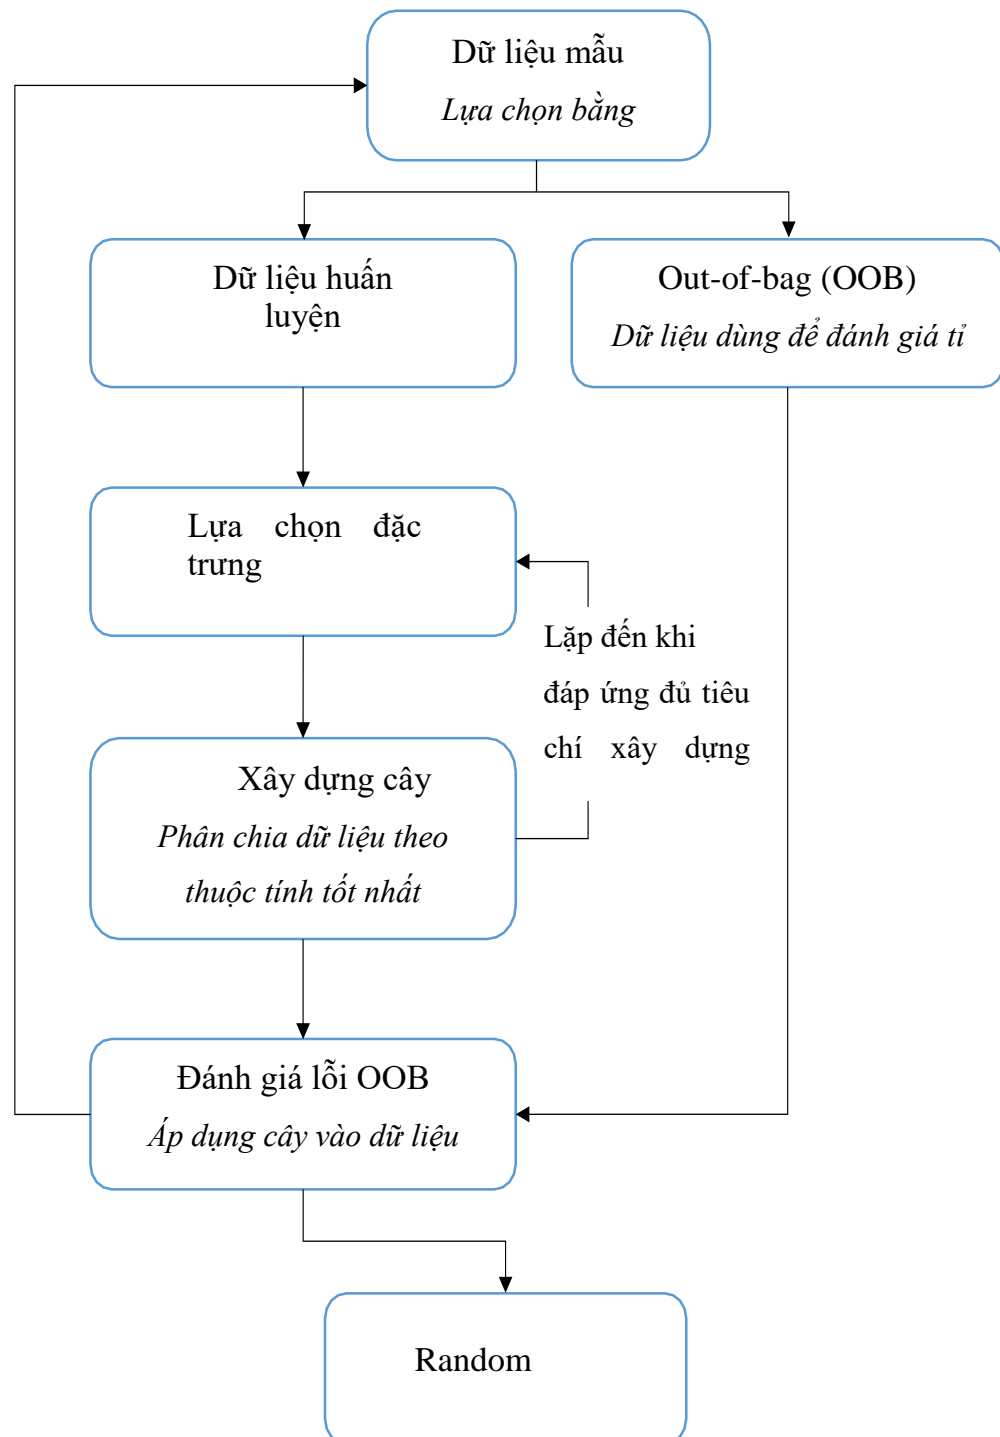 Dữ liệu mẫu
Lựa chọn bằng
Dữ liệu huấn
luyện
Out-of-bag (OOB)
Dữ liệu dùng để đánh giá tỉ
Lựa chọn đặc
trưng
Lặp đến khi
đáp ứng đủ tiêu
chí xây dựng
Xây dựng cây
Phân chia dữ liệu theo
thuộc tính tốt nhất
Đánh giá lỗi OOB
Áp dụng cây vào dữ liệu
Random